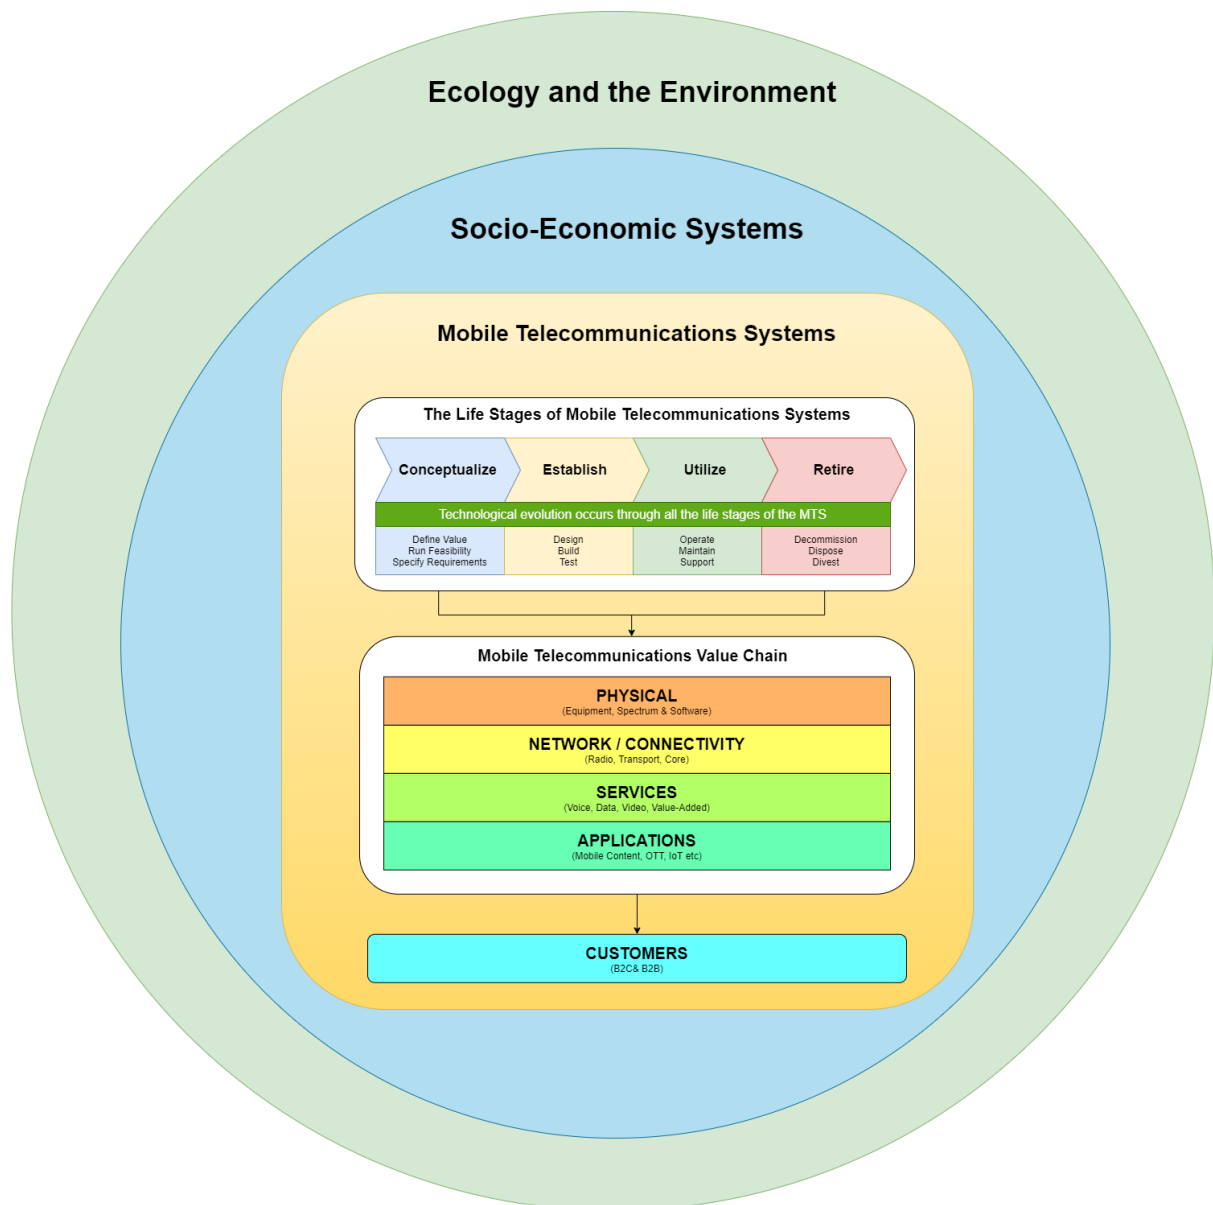 Ecology and the Environment
Socio-Economic Systems
Mobile Telecommunications Systems
The Life Stages of Mobile Telecommunications Systems
Conceptualize
Establish
Utilize
Retire
Technological evolution occurs through all the life stages of the MTS
Define Value
Run Feasibility
Specify Requirements
Design
Build
Test
Operate
Maintain
Support
Decommission
Dispose
Divest
Mobile Telecommunications Value Chain
PHYSICAL
(Equipment, Spectrum & Software)
NETWORK / CONNECTIVITY
(Radio, Transport, Core)
SERVICES
(Voice, Data, Video, Value-Added)
APPLICATIONS
(Mobile Content, OTT, IoT etc)
CUSTOMERS
(B2C& B2B)